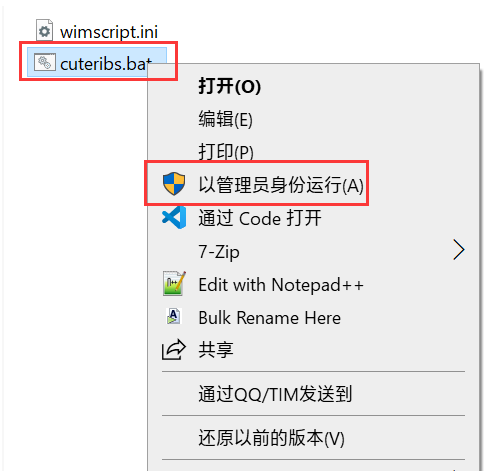 wimscript.ini
cuteribs.bat
打开(O)
编辑(E)
打印(P)
以管理员身份运行(A)
通过 Code 打开
7-Zip
Edit with Notepad++
Bulk Rename Here
共享
通过QQ/TIM发送到
还原以前的版本(V)